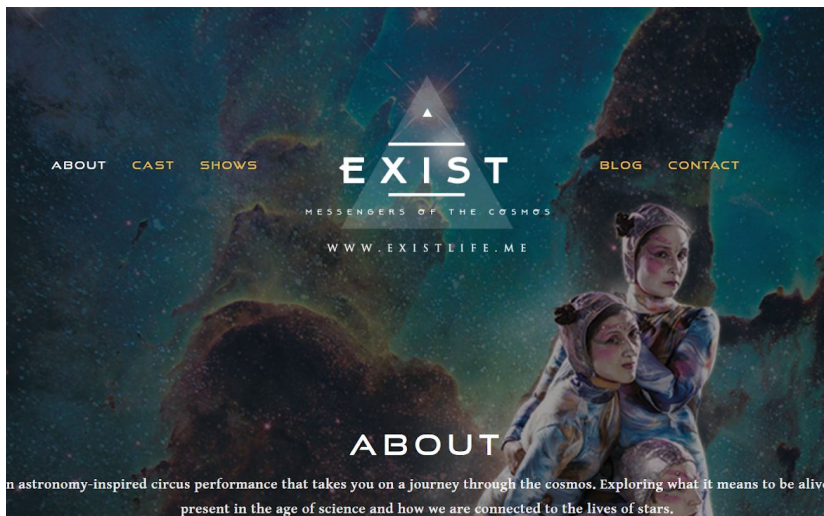 ABOUT CAST SHOWS
EXIST
BLOG CONTACT
MESSENGERS OF THE COSMOS
WWW.EXISTLIFE.ME
ABOUT
astronomy-inspired circus performance that takes you on a journey through the cosmos. Exploring what it means to be
present in the age of science and how we are connected to the lives of stars.